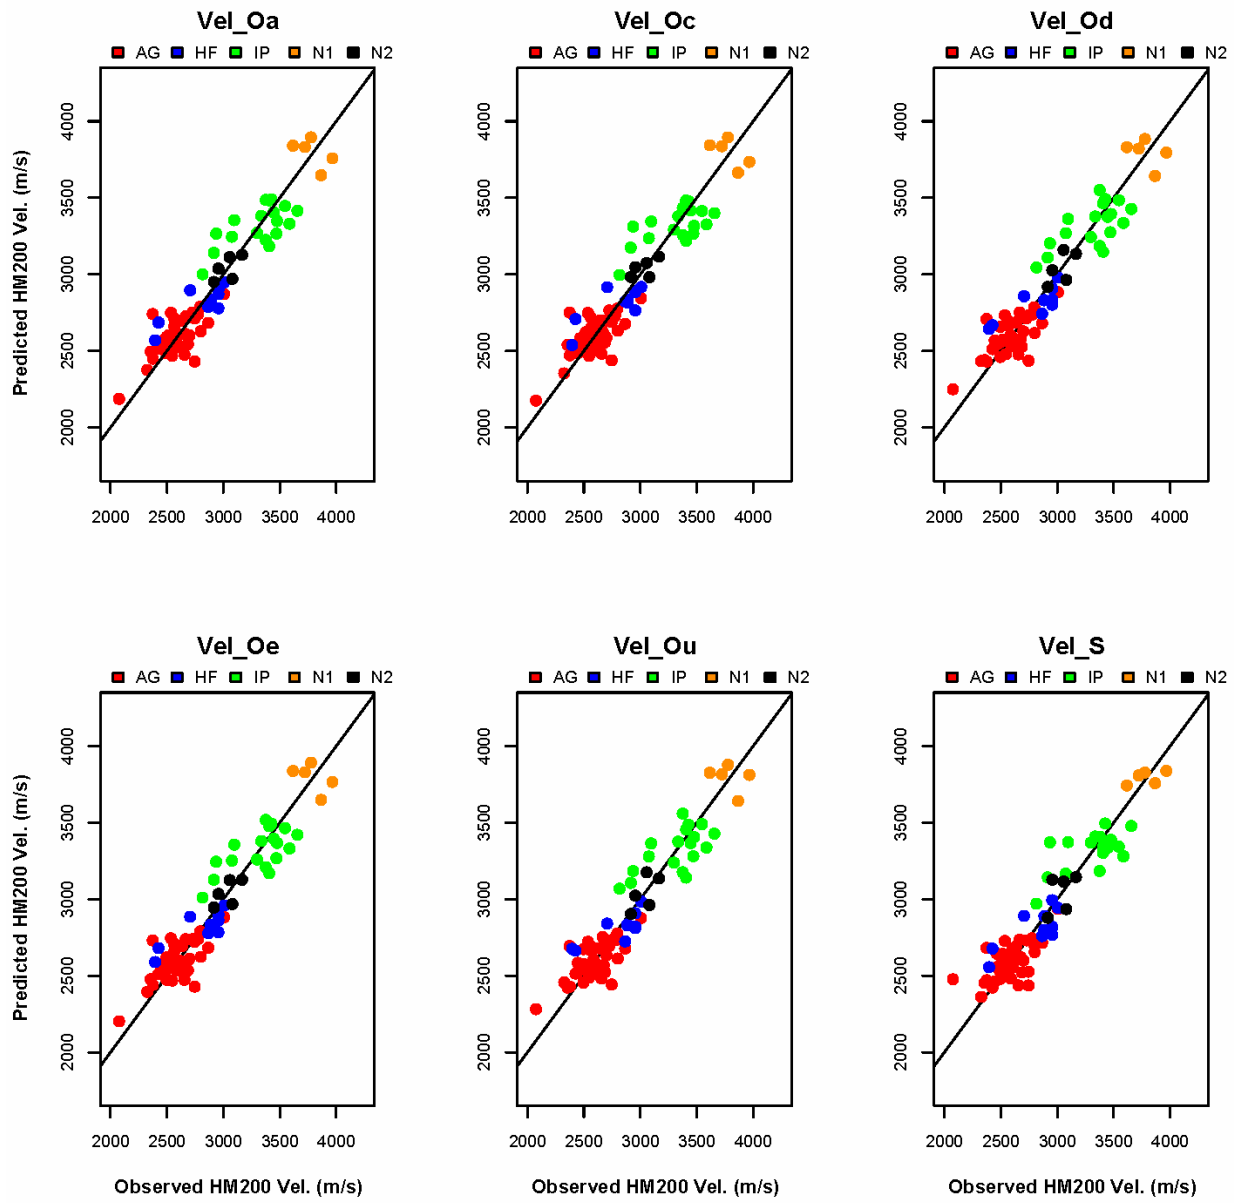 Vel_Oa
AG HF IP N1 N2
Predicted HM200 Vel. (m/s)
4000
3500
3000
2500
2000
2000 2500 3000 3500 4000
Vel_Oc
AG HF IP N1 N2
4000
3500
3000
2500
2000
2000 2500 3000 3500 4000
Vel_Od
AG HF IP N1 N2
4000
3500
3000
2500
2000
2000 2500 3000 3500 4000
Vel_Oe
AG HF IP N1 N2
Predicted HM200 Vel. (m/s)
4000
3500
3000
2500
2000
2000 2500 3000 3500 4000
Observed HM200 Vel. (m/s)
Vel_Ou
AG HF IP N1 N2
4000
3500
3000
2500
2000
2000 2500 3000 3500 4000
Observed HM200 Vel. (m/s)
Vel_S
AG HF IP N1 N2
4000
3500
3000
2500
2000
2000 2500 3000 3500 4000
Observed HM200 Vel. (m/s)